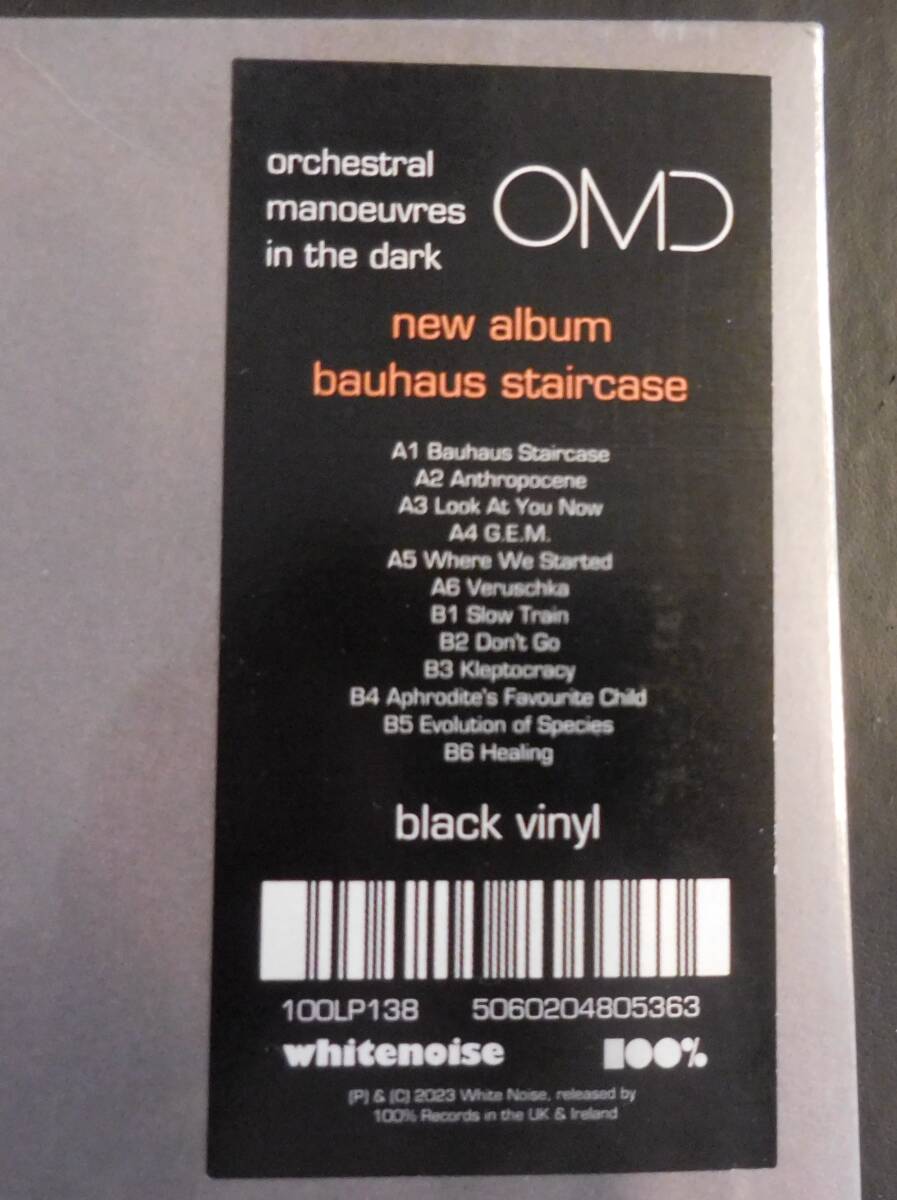 orchestral
manoeuvres
in the dark
OMD
new album
bauhaus staircase
A1 Bauhaus Staircase
A2 Anthropocene
A3 Look At You Now
A4 G.E.M.
A5 Where We Started
A6 Veruschka
B1 Slow Train
B2 Don't Go
B3 Kleptocracy
B4 Aphrodite's Favourite Child
B5 Evolution of Species
B6 Healing
black vinyl
100LP138 5060204805363
whitenoise 100%
(P) & (C) 2023 White Noise, released by
100% Records in the UK & Ireland